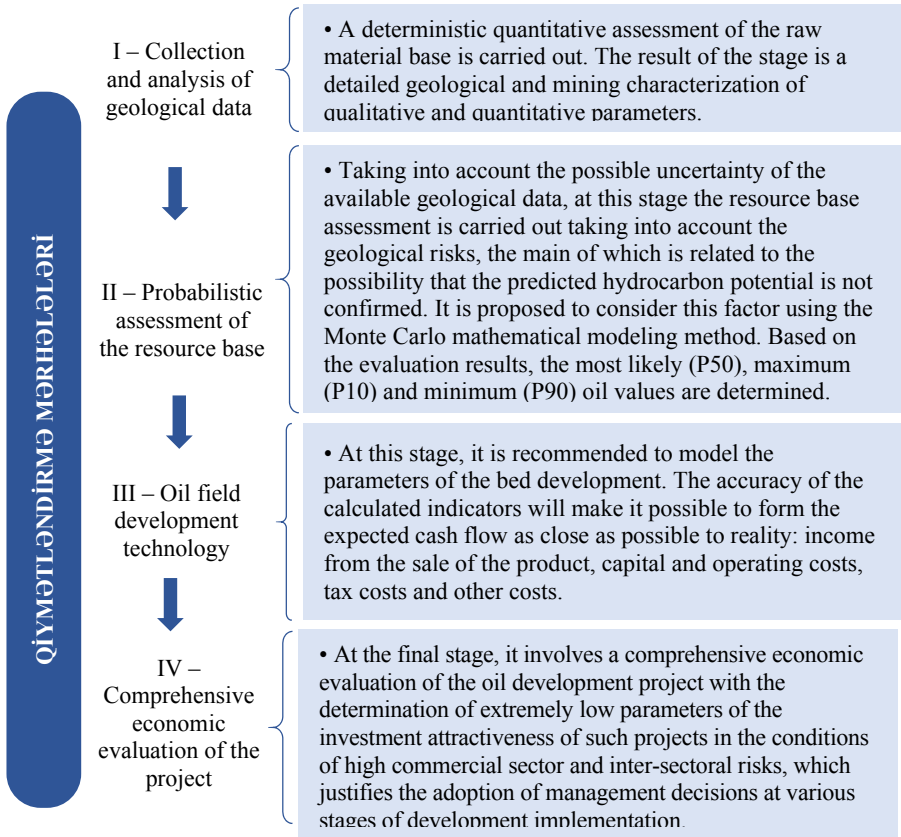 QİYMƏTLƏNDİRMƏ MƏRHƏLƏLƏRİ
I – Collection
and analysis of
geological data
• A deterministic quantitative assessment of the raw
material base is carried out. The result of the stage is a
detailed geological and mining characterization of
qualitative and quantitative parameters.
II – Probabilistic
assessment of
the resource base
• Taking into account the possible uncertainty of the
available geological data, at this stage the resource base
assessment is carried out taking into account the
geological risks, the main of which is related to the
possibility that the predicted hydrocarbon potential is not
confirmed. It is proposed to consider this factor using the
Monte Carlo mathematical modeling method. Based on
the evaluation results, the most likely (P50), maximum
(P10) and minimum (P90) oil values are determined.
III – Oil field
development
technology
• At this stage, it is recommended to model the
parameters of the bed development. The accuracy of the
calculated indicators will make it possible to form the
expected cash flow as close as possible to reality: income
from the sale of the product, capital and operating costs,
tax costs and other costs.
IV –
Comprehensive
economic
evaluation of the
project
• At the final stage, it involves a comprehensive economic
evaluation of the oil development project with the
determination of extremely low parameters of the
investment attractiveness of such projects in the conditions
of high commercial sector and inter-sectoral risks, which
justifies the adoption of management decisions at various
stages of development implementation.